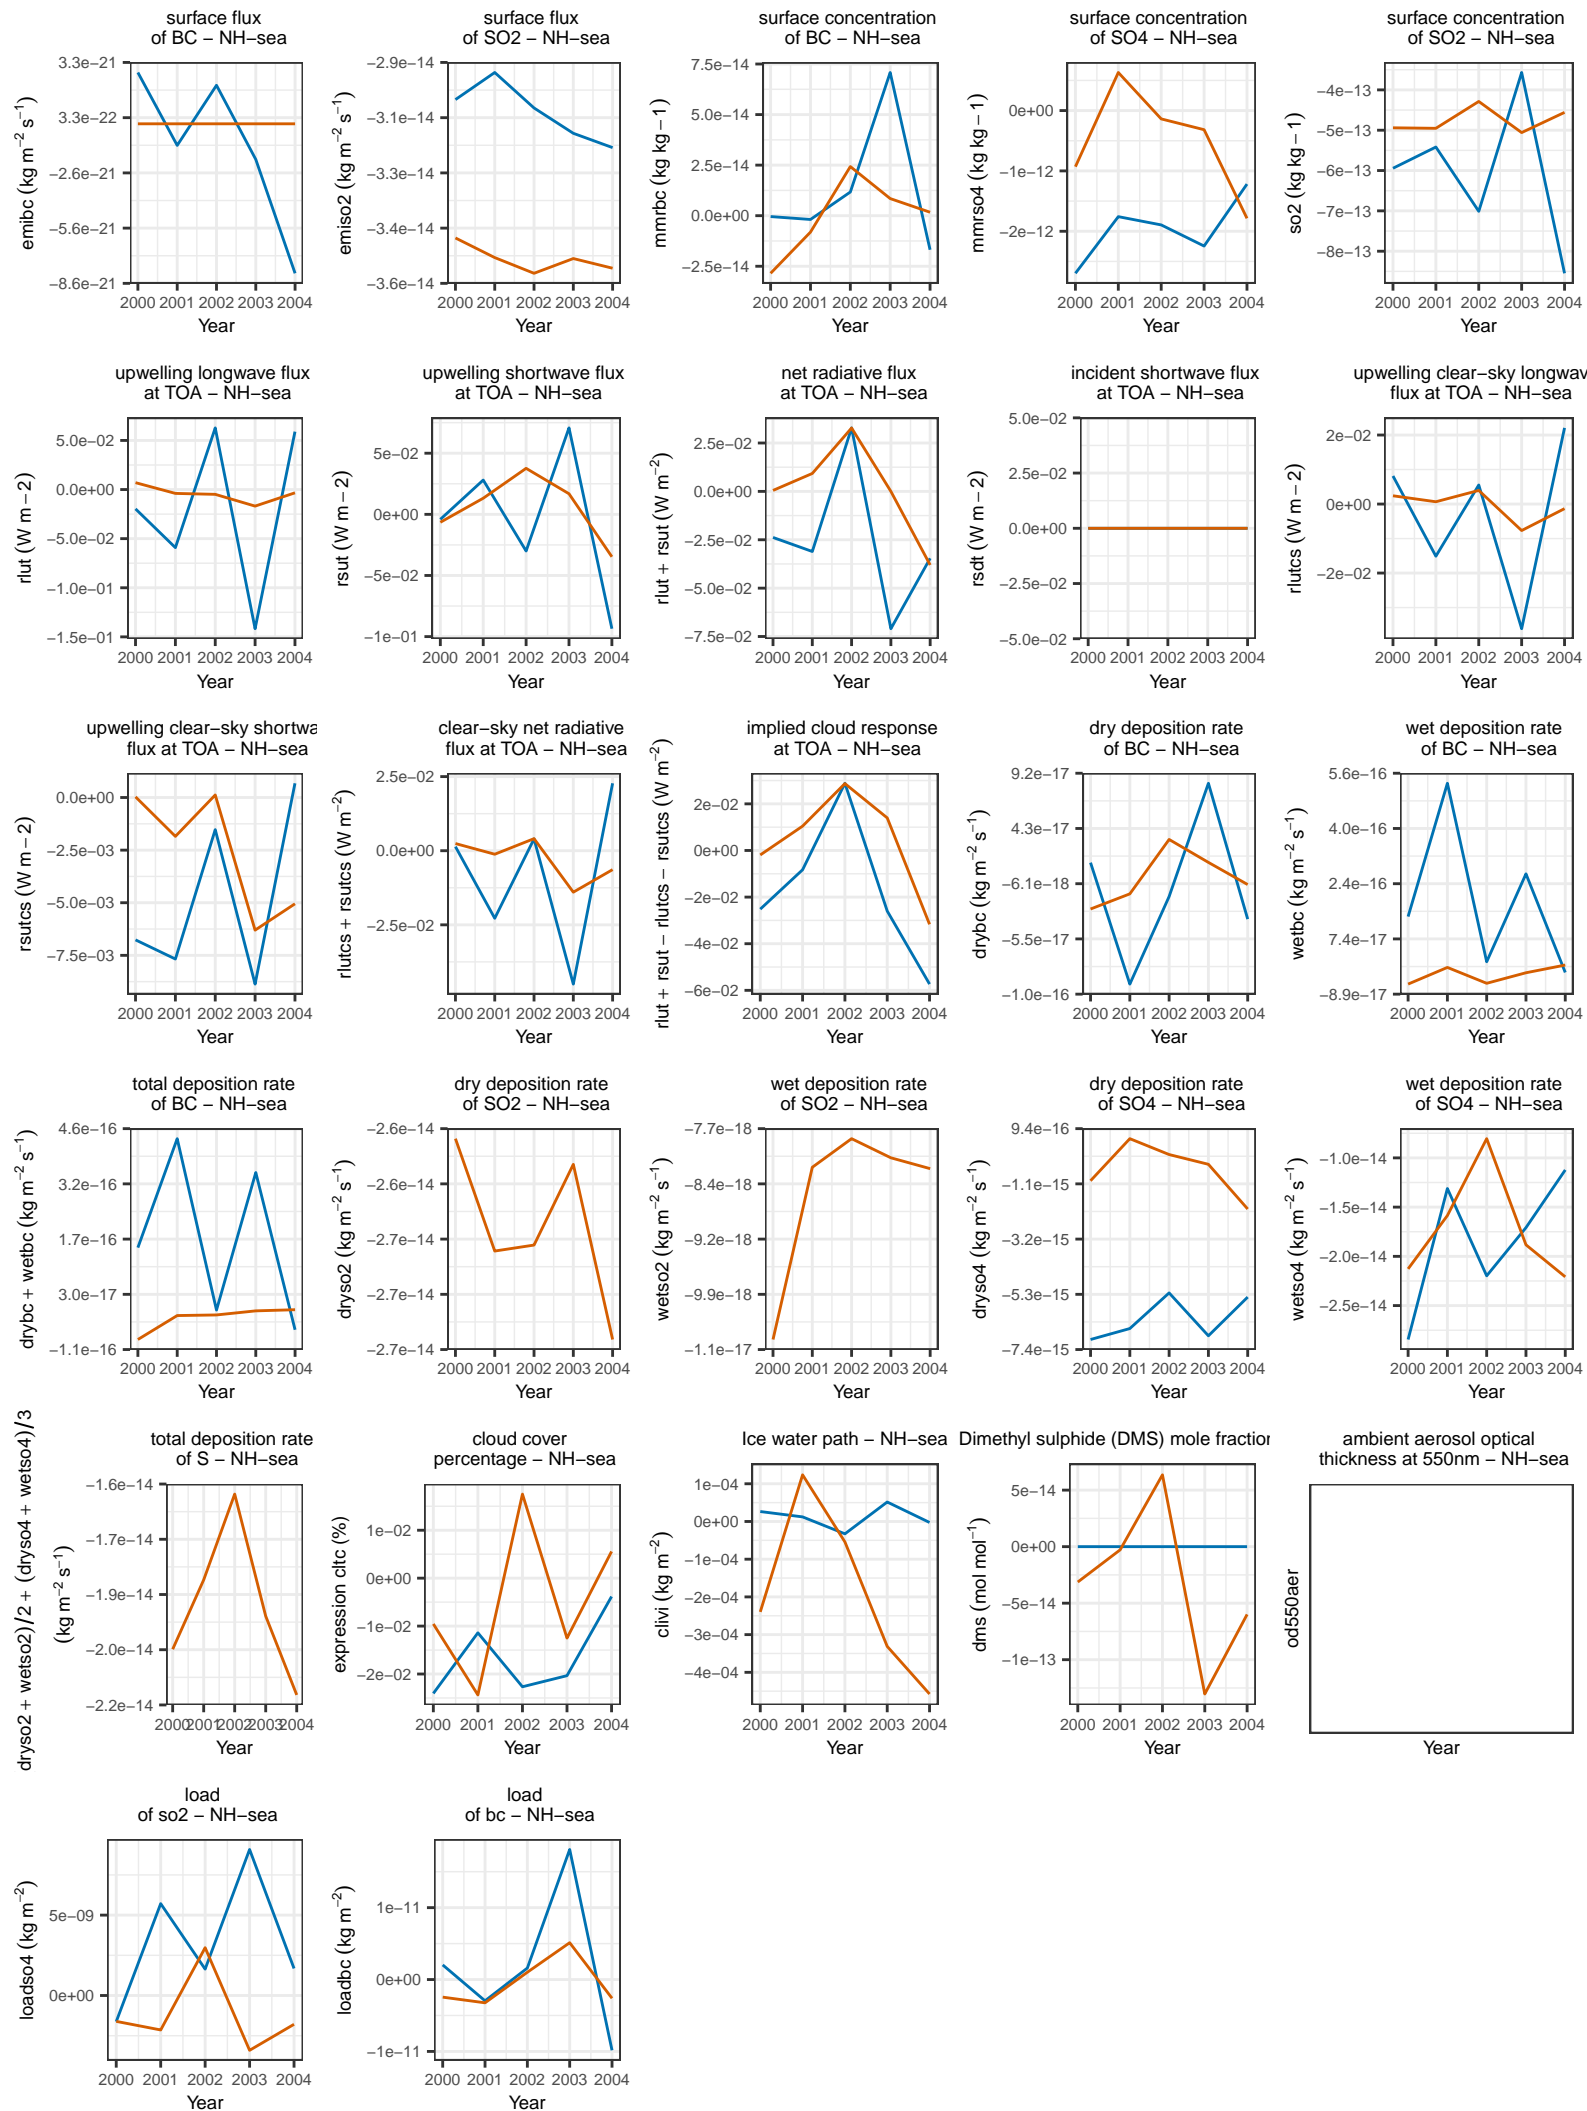 surface flux
of BC − NH−sea
emibc (kg m−2 s−1)
3.3e−21
3.3e−22
−2.6e−21
−5.6e−21
−8.6e−21
2000 2001 2002 2003 2004
Year
surface flux
of SO2 − NH−sea
emiso2 (kg m−2 s−1)
−2.9e−14
−3.1e−14
−3.3e−14
−3.4e−14
−3.6e−14
2000 2001 2002 2003 2004
Year
surface concentration
of BC − NH−sea
mmrbc (kg kg − 1)
7.5e−14
5.0e−14
2.5e−14
0.0e+00
−2.5e−14
2000 2001 2002 2003 2004
Year
surface concentration
of SO4 − NH−sea
mmrso4 (kg kg − 1)
0e+00
−1e−12
−2e−12
2000 2001 2002 2003 2004
Year
surface concentration
of SO2 − NH−sea
so2 (kg kg − 1)
−4e−13
−5e−13
−6e−13
−7e−13
−8e−13
2000 2001 2002 2003 2004
Year
upwelling longwave flux
at TOA − NH−sea
rlut (W m − 2)
5.0e−02
0.0e+00
−5.0e−02
−1.0e−01
−1.5e−01
2000 2001 2002 2003 2004
Year
upwelling shortwave flux
at TOA − NH−sea
rsut (W m − 2)
5e−02
0e+00
−5e−02
−1e−01
2000 2001 2002 2003 2004
Year
net radiative flux
at TOA − NH−sea
rlut + rsut (W m−2)
2.5e−02
0.0e+00
−2.5e−02
−5.0e−02
−7.5e−02
2000 2001 2002 2003 2004
Year
incident shortwave flux
at TOA − NH−sea
rsdt (W m − 2)
5.0e−02
2.5e−02
0.0e+00
−2.5e−02
−5.0e−02
2000 2001 2002 2003 2004
Year
upwelling clear−sky longwav
flux at TOA − NH−sea
rlutcs (W m − 2)
2e−02
0e+00
−2e−02
2000 2001 2002 2003 2004
Year
upwelling clear−sky shortwa
flux at TOA − NH−sea
rsutcs (W m − 2)
0.0e+00
−2.5e−03
−5.0e−03
−7.5e−03
2000 2001 2002 2003 2004
Year
clear−sky net radiative
flux at TOA − NH−sea
rlutcs + rsutcs (W m−2)
2.5e−02
0.0e+00
−2.5e−02
2000 2001 2002 2003 2004
Year
implied cloud response
at TOA − NH−sea
rlut + rsut − rlutcs − rsutcs (W m−2)
2e−02
0e+00
−2e−02
−4e−02
−6e−02
2000 2001 2002 2003 2004
Year
dry deposition rate
of BC − NH−sea
drybc (kg m−2 s−1)
9.2e−17
4.3e−17
−6.1e−18
−5.5e−17
−1.0e−16
2000 2001 2002 2003 2004
Year
wet deposition rate
of BC − NH−sea
wetbc (kg m−2 s−1)
5.6e−16
4.0e−16
2.4e−16
7.4e−17
−8.9e−17
2000 2001 2002 2003 2004
Year
total deposition rate
of BC − NH−sea
drybc + wetbc (kg m−2 s−1)
4.6e−16
3.2e−16
1.7e−16
3.0e−17
−1.1e−16
2000 2001 2002 2003 2004
Year
dry deposition rate
of SO2 − NH−sea
dryso2 (kg m−2 s−1)
−2.6e−14
−2.6e−14
−2.7e−14
−2.7e−14
−2.7e−14
2000 2001 2002 2003 2004
Year
wet deposition rate
of SO2 − NH−sea
wetso2 (kg m−2 s−1)
−7.7e−18
−8.4e−18
−9.2e−18
−9.9e−18
−1.1e−17
2000 2001 2002 2003 2004
Year
dry deposition rate
of SO4 − NH−sea
dryso4 (kg m−2 s−1)
9.4e−16
−1.1e−15
−3.2e−15
−5.3e−15
−7.4e−15
2000 2001 2002 2003 2004
Year
wet deposition rate
of SO4 − NH−sea
wetso4 (kg m−2 s−1)
−1.0e−14
−1.5e−14
−2.0e−14
−2.5e−14
2000 2001 2002 2003 2004
Year
total deposition rate
of S − NH−sea
dryso2 + wetso2)/2 + (dryso4 + wetso4)/3
(kg m−2 s−1)
−1.6e−14
−1.7e−14
−1.9e−14
−2.0e−14
−2.2e−14
2000 2001 2002 2003 2004
Year
cloud cover
percentage − NH−sea
expression cltc (%)
1e−02
0e+00
−1e−02
−2e−02
2000 2001 2002 2003 2004
Year
Ice water path − NH−sea
clivi (kg m−2)
1e−04
0e+00
−1e−04
−2e−04
−3e−04
−4e−04
2000 2001 2002 2003 2004
Year
Dimethyl sulphide (DMS) mole fraction
dms (mol mol−1)
5e−14
0e+00
−5e−14
−1e−13
2000 2001 2002 2003 2004
Year
ambient aerosol optical
thickness at 550nm − NH−sea
od550aer
Year
load
of so2 − NH−sea
loadso4 (kg m−2)
5e−09
0e+00
2000 2001 2002 2003 2004
Year
load
of bc − NH−sea
loadbc (kg m−2)
1e−11
0e+00
−1e−11
2000 2001 2002 2003 2004
Year